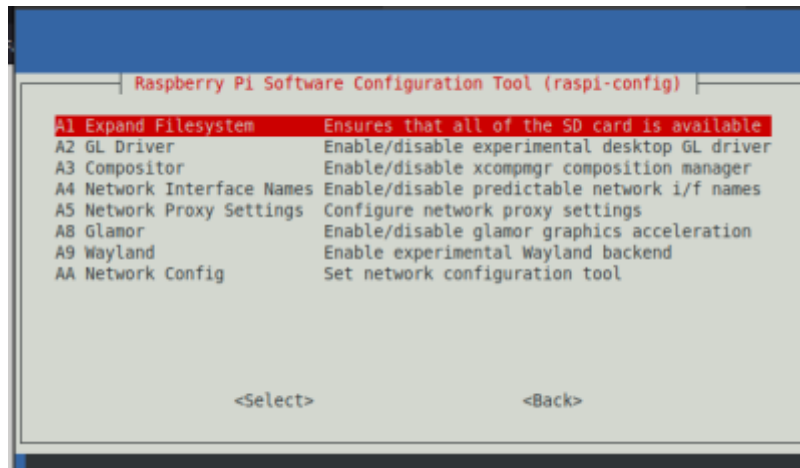 Raspberry Pi Software Configuration Tool (raspi-config)
A1 Expand Filesystem Ensures that all of the SD card is available
A2 GL Driver Enable/disable experimental desktop GL driver
A3 Compositor Enable/disable xcompmgr composition manager
A4 Network Interface Names Enable/disable predictable network i/f names
A5 Network Proxy Settings Configure network proxy settings
A8 Glamor Enable/disable glamor graphics acceleration
A9 Wayland Enable experimental Wayland backend
AA Network Config Set network configuration tool
<Select> <Back>